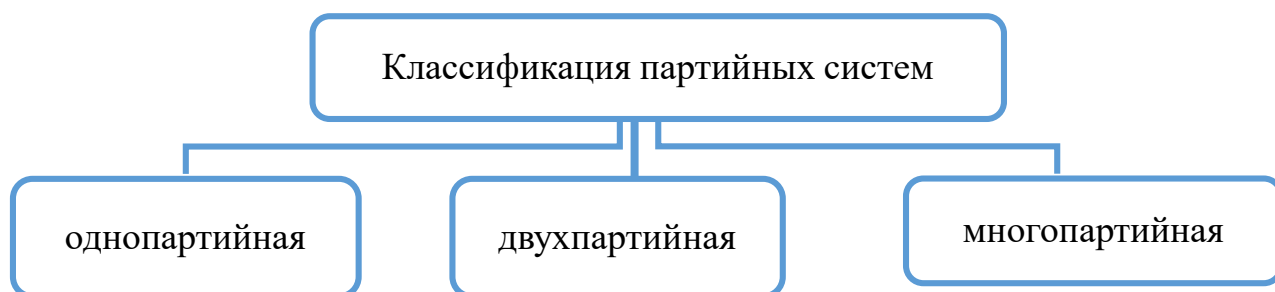 Классификация партийных систем
однопартийная
двухпартийная
многопартийная